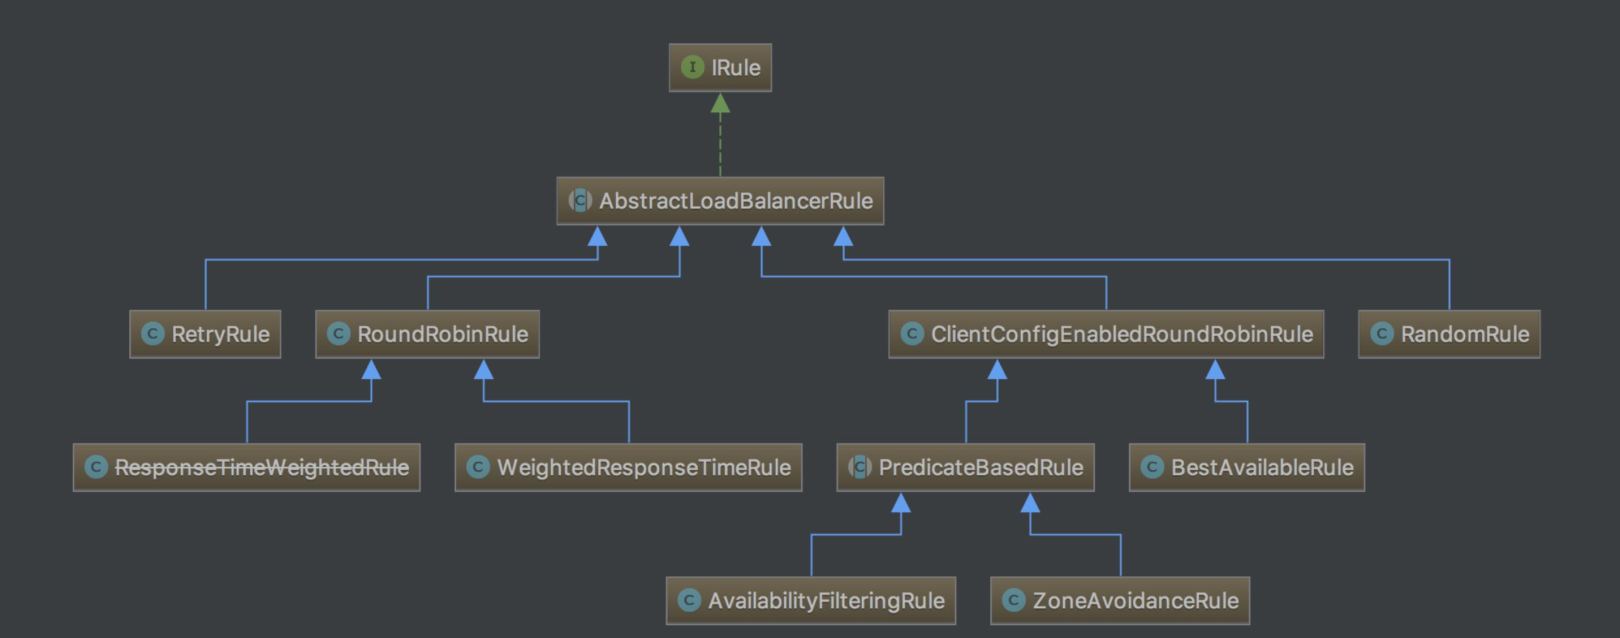 I IRule
C AbstractLoadBalancerRule
C RetryRule
C RoundRobinRule
C ClientConfigEnabledRoundRobinRule
C RandomRule
C ResponseTimeWeightedRule
C WeightedResponseTimeRule
C PredicateBasedRule
C BestAvailableRule
C AvailabilityFilteringRule
C ZoneAvoidanceRule